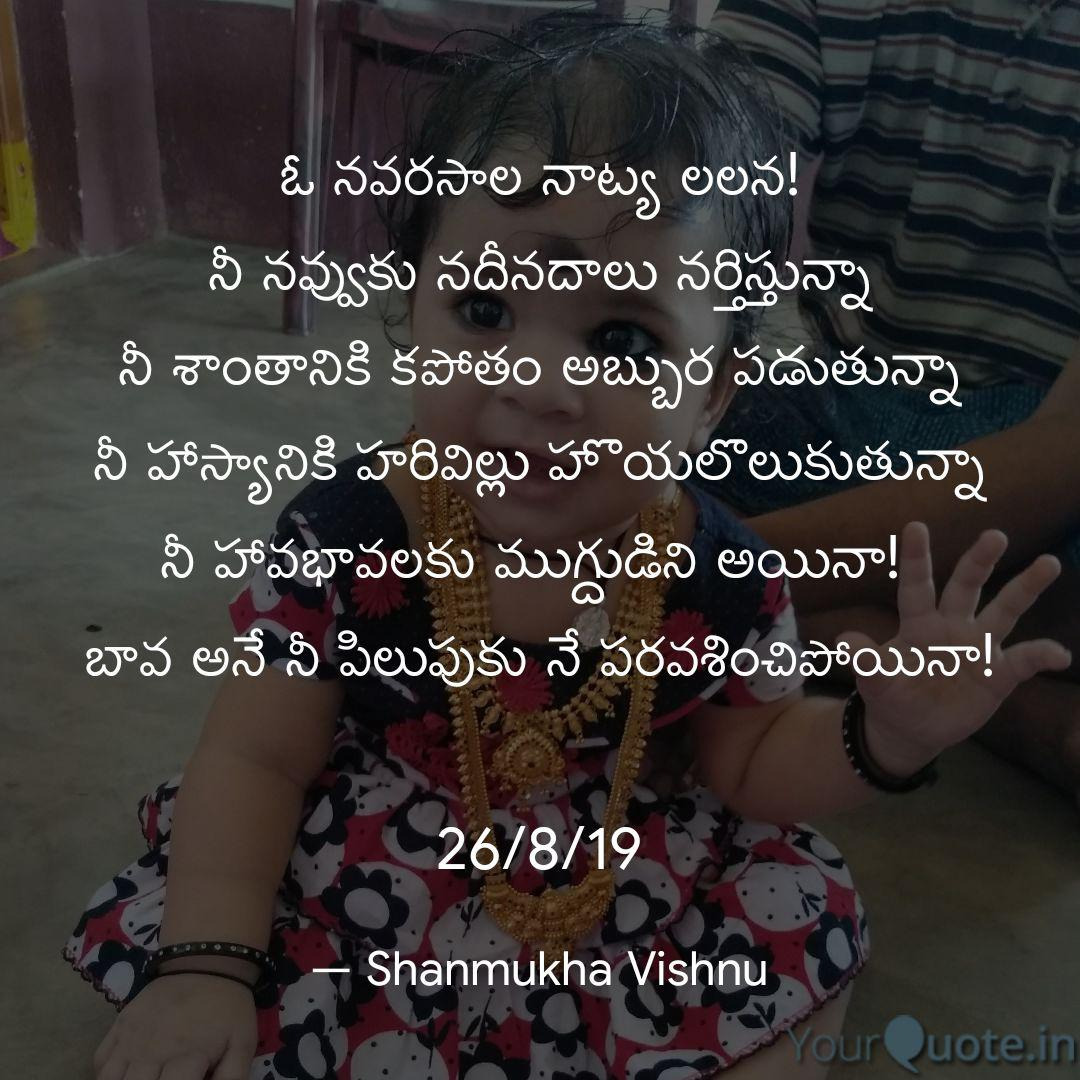 ఓ నవరసాల నాట్య లలన!
నీ నవ్వుకు నదీనదాలు నర్తిస్తున్నా
నీ శాంతానికి కపోతం అబ్బుర పడుతున్నా
నీ హాస్యానికి హరివిల్లు హొయలొలుకుతున్నా
నీ హావభావలకు ముగ్దుడిని అయినా!
బావ అనే నీ పిలుపుకు నే పరవశించిపోయినా!
26/8/19
— Shanmukha Vishnu
YourQuote.in